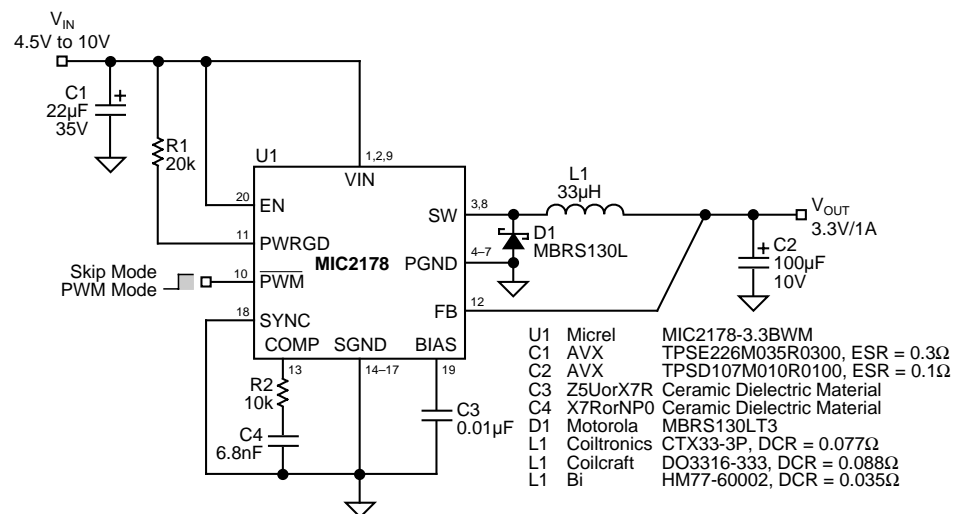 VIN
4.5V to 10V
C1
22µF
35V
+
R1
20k
U1
1,2,9
VIN
20
EN
11
PWRGD
MIC2178
Skip Mode
PWM Mode
10
PWM
18
SYNC
COMP
SGND
BIAS
13
14–17
19
SW
3,8
PGND
4–7
FB
12
L1
33µH
D1
MBRS130L
VOUT
3.3V/1A
+
C2
100µF
10V
R2
10k
C4
6.8nF
C3
0.01µF
U1 Micrel MIC2178-3.3BWM
C1 AVX TPSE226M035R0300, ESR = 0.3Ω
C2 AVX TPSD107M010R0100, ESR = 0.1Ω
C3 Z5UorX7R Ceramic Dielectric Material
C4 X7RorNP0 Ceramic Dielectric Material
D1 Motorola MBRS130LT3
L1 Coiltronics CTX33-3P, DCR = 0.077Ω
L1 Coilcraft DO3316-333, DCR = 0.088Ω
L1 Bi HM77-60002, DCR = 0.035Ω